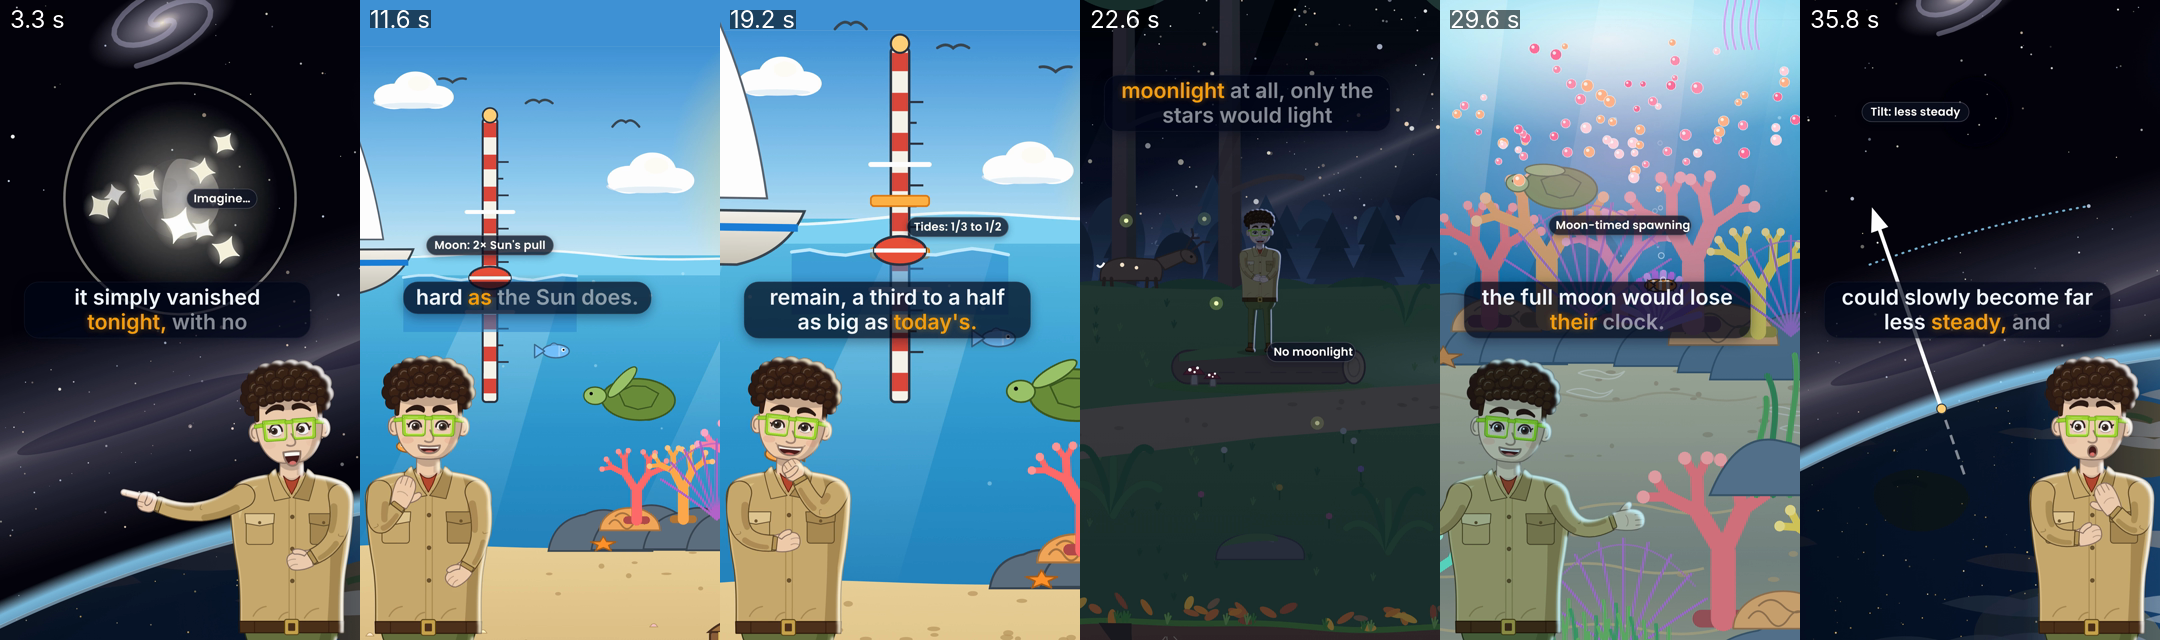 3.3 s
Imagine...
it simply vanished
tonight, with no
11.6 s
Moon: 2× Sun's pull
hard as the Sun does.
19.2 s
Tides: 1/3 to 1/2
remain, a third to a half
as big as today's.
22.6 s
moonlight at all, only the
stars would light
No moonlight
29.6 s
Moon-timed spawning
the full moon would lose
their clock.
35.8 s
Tilt: less steady
could slowly become far
less steady, and